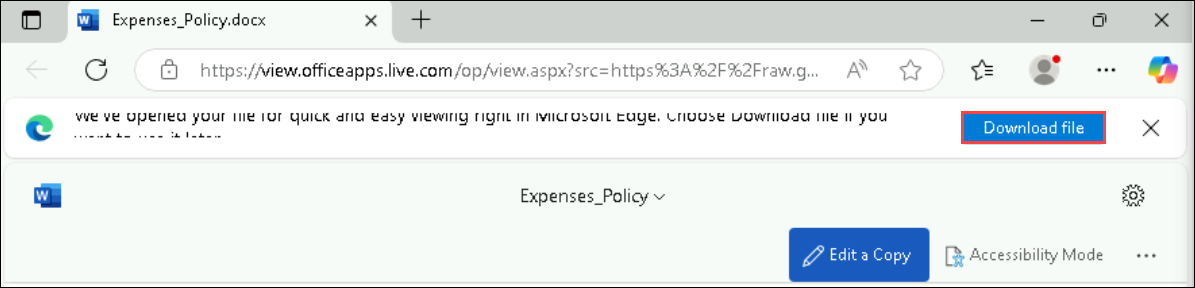 Expenses_Policy.docx
https://view.officeapps.live.com/op/view.aspx?src=https%3A%2F%2Fraw.g...
We've opened your file for quick and easy viewing right in Microsoft Edge. Choose Download file if you
want to use it later.
Download file
Expenses_Policy
Edit a Copy
Accessibility Mode